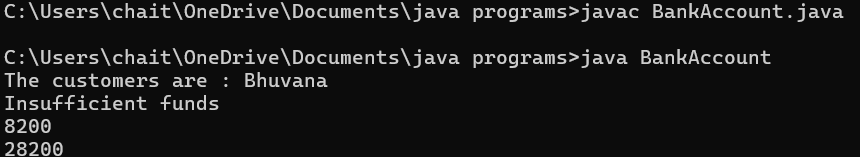 C:\Users\chait\OneDrive\Documents\java programs>javac BankAccount.java
C:\Users\chait\OneDrive\Documents\java programs>java BankAccount
The customers are : Bhuvana
Insufficient funds
8200
28200